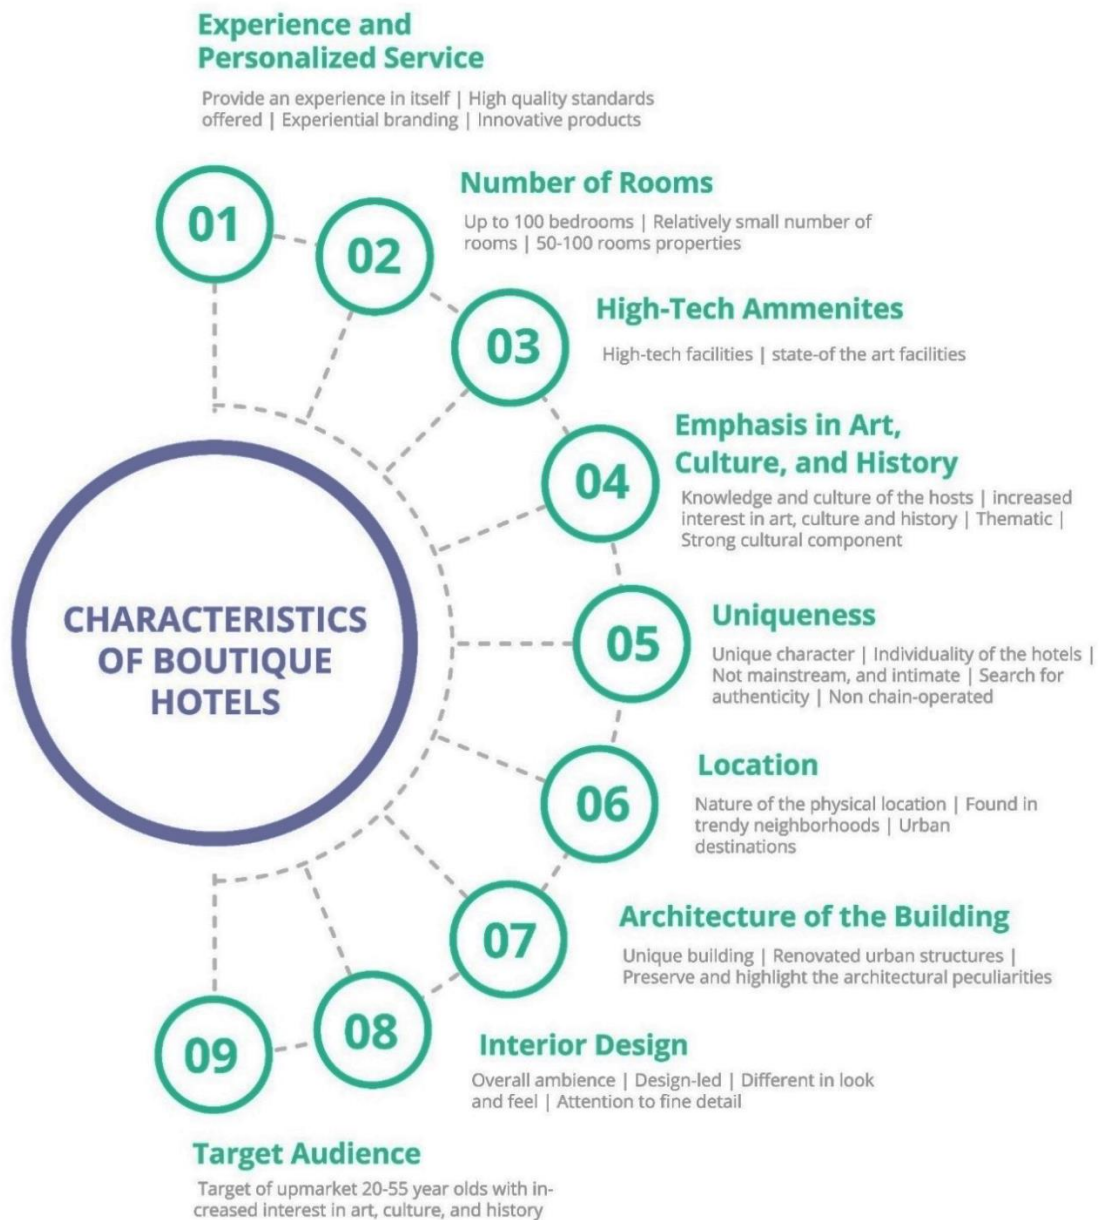 Experience and
Personalized Service
Provide an experience in itself | High quality standards
offered | Experiential branding | Innovative products
01
02
Number of Rooms
Up to 100 bedrooms | Relatively small number of
rooms | 50-100 rooms properties
03
High-Tech Ammenites
High-tech facilities | state-of the art facilities
04
Emphasis in Art,
Culture, and History
Knowledge and culture of the hosts | increased
interest in art, culture and history | Thematic |
Strong cultural component
CHARACTERISTICS
OF BOUTIQUE
HOTELS
05
Uniqueness
Unique character | Individuality of the hotels |
Not mainstream, and intimate | Search for
authenticity | Non chain-operated
06
Location
Nature of the physical location | Found in
trendy neighborhoods | Urban
destinations
07
Architecture of the Building
Unique building | Renovated urban structures |
Preserve and highlight the architectural peculiarities
08
Interior Design
Overall ambience | Design-led | Different in look
and feel | Attention to fine detail
09
Target Audience
Target of upmarket 20-55 year olds with in-
creased interest in art, culture, and history